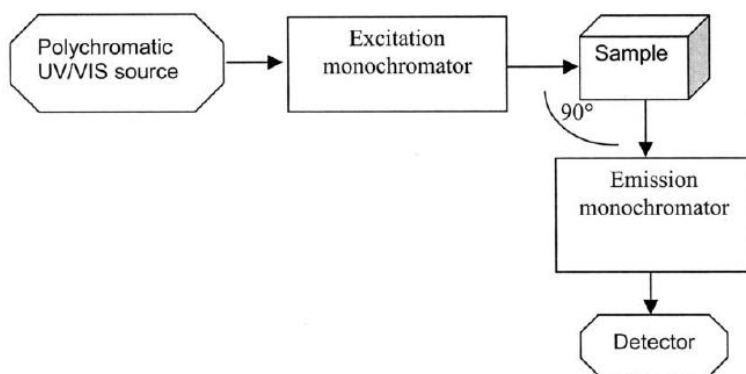 Polychromatic
UV/VIS source
Excitation
monochromator
Sample
90°
Emission
monochromator
Detector